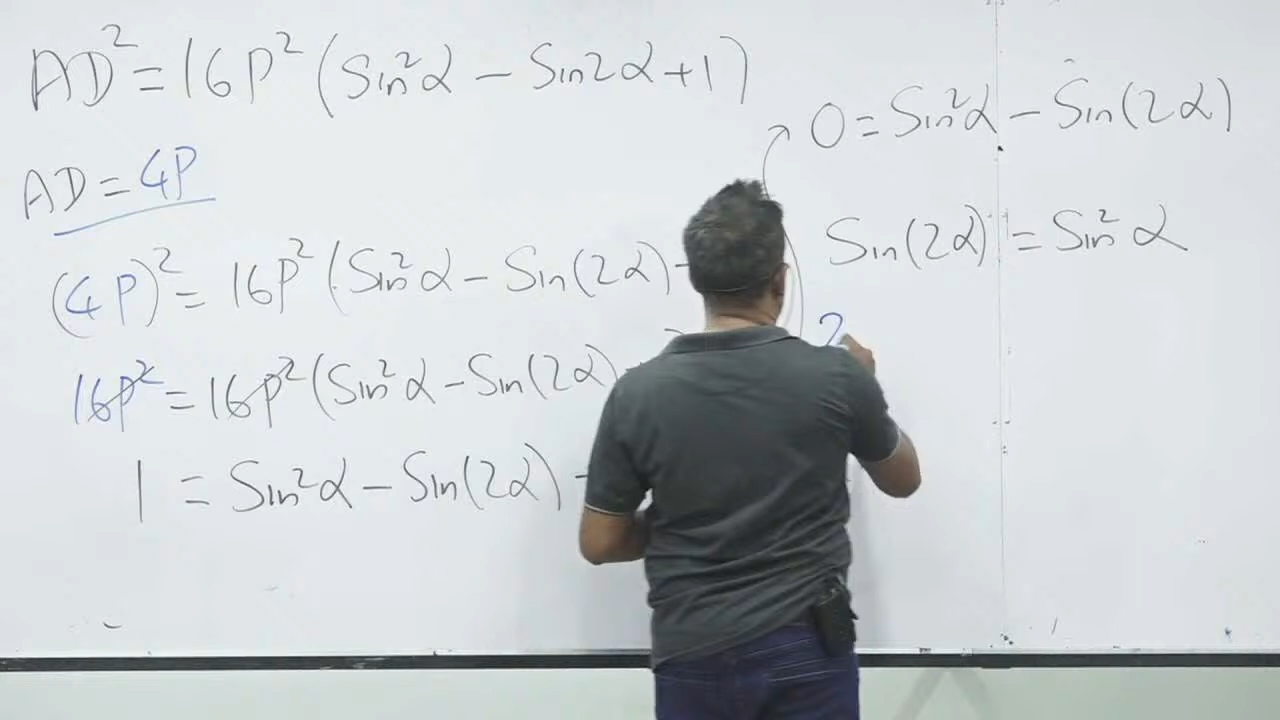 AD² = 16P² (Sin²α − Sin2α + 1)
AD = 4P
(4P)² = 16P² (Sin²α − Sin(2α)
16P² = 16P² (Sin²α − Sin(2α)
1 = Sin²α − Sin(2α)
0 = Sin²α − Sin(2α)
Sin(2α) = Sin²α
2